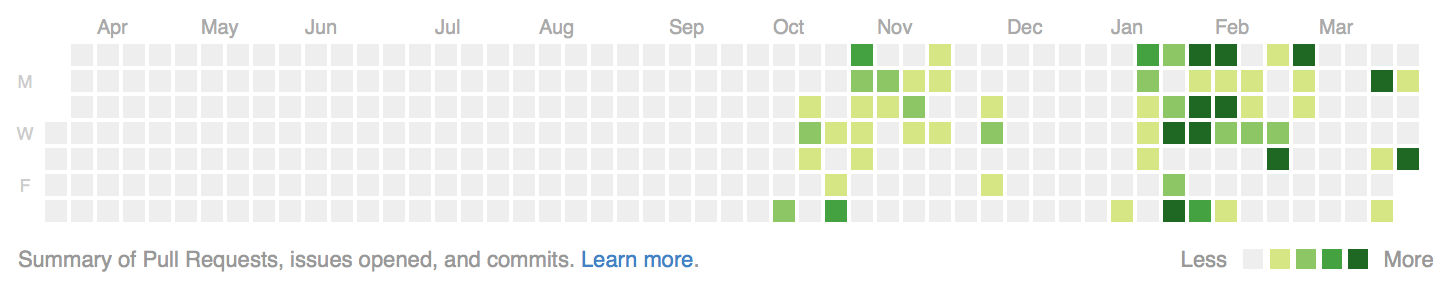 Apr May Jun Jul Aug Sep Oct Nov Dec Jan Feb Mar
M
W
F
Summary of Pull Requests, issues opened, and commits. Learn more. Less More